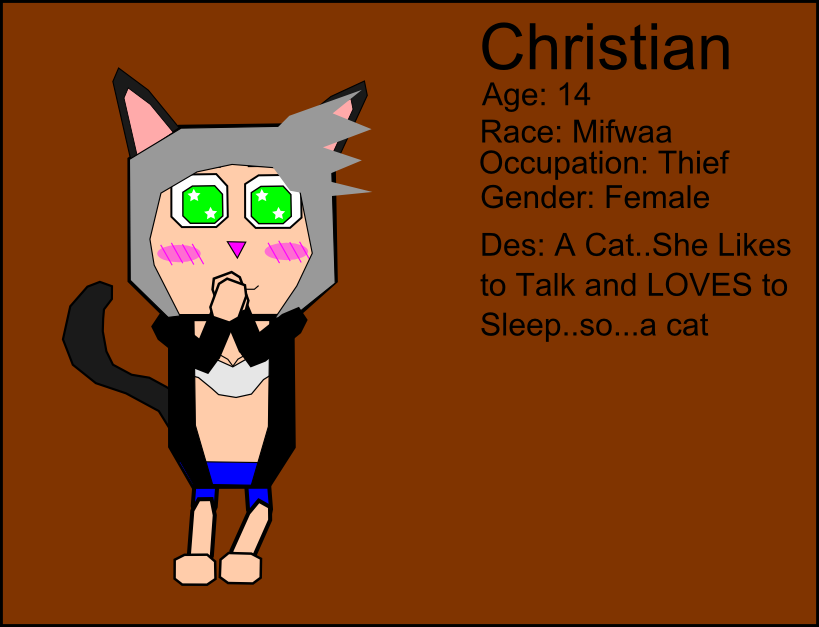 Christian
Age: 14
Race: Mifwaa
Occupation: Thief
Gender: Female
Des: A Cat..She Likes
to Talk and LOVES to
Sleep..so...a cat